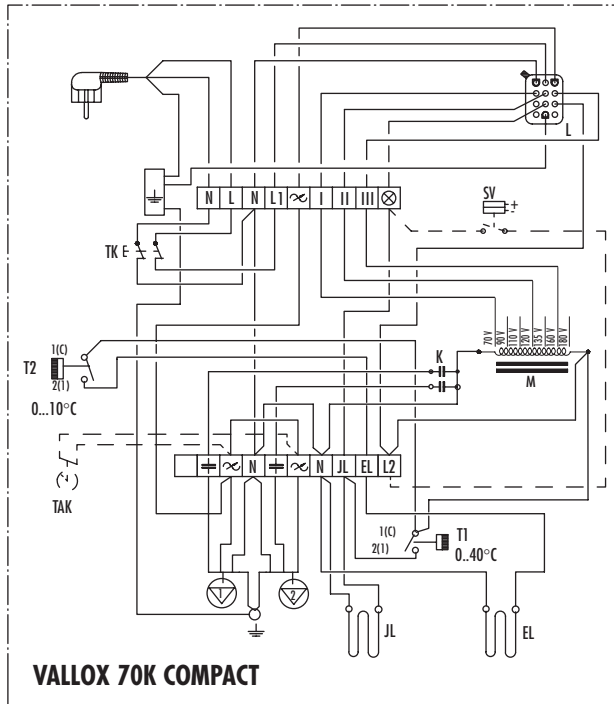 L
N L N L1 I II III
SV
+
-
TK E
70 V 90 V 110 V 120 V 135 V 160 V 180 V
1(C)
T2
2(1)
K
M
0...10°C
N N JL EL L2
TAK
1(C)
T1
2(1)
0..40°C
1 2
JL EL
VALLOX 70K COMPACT